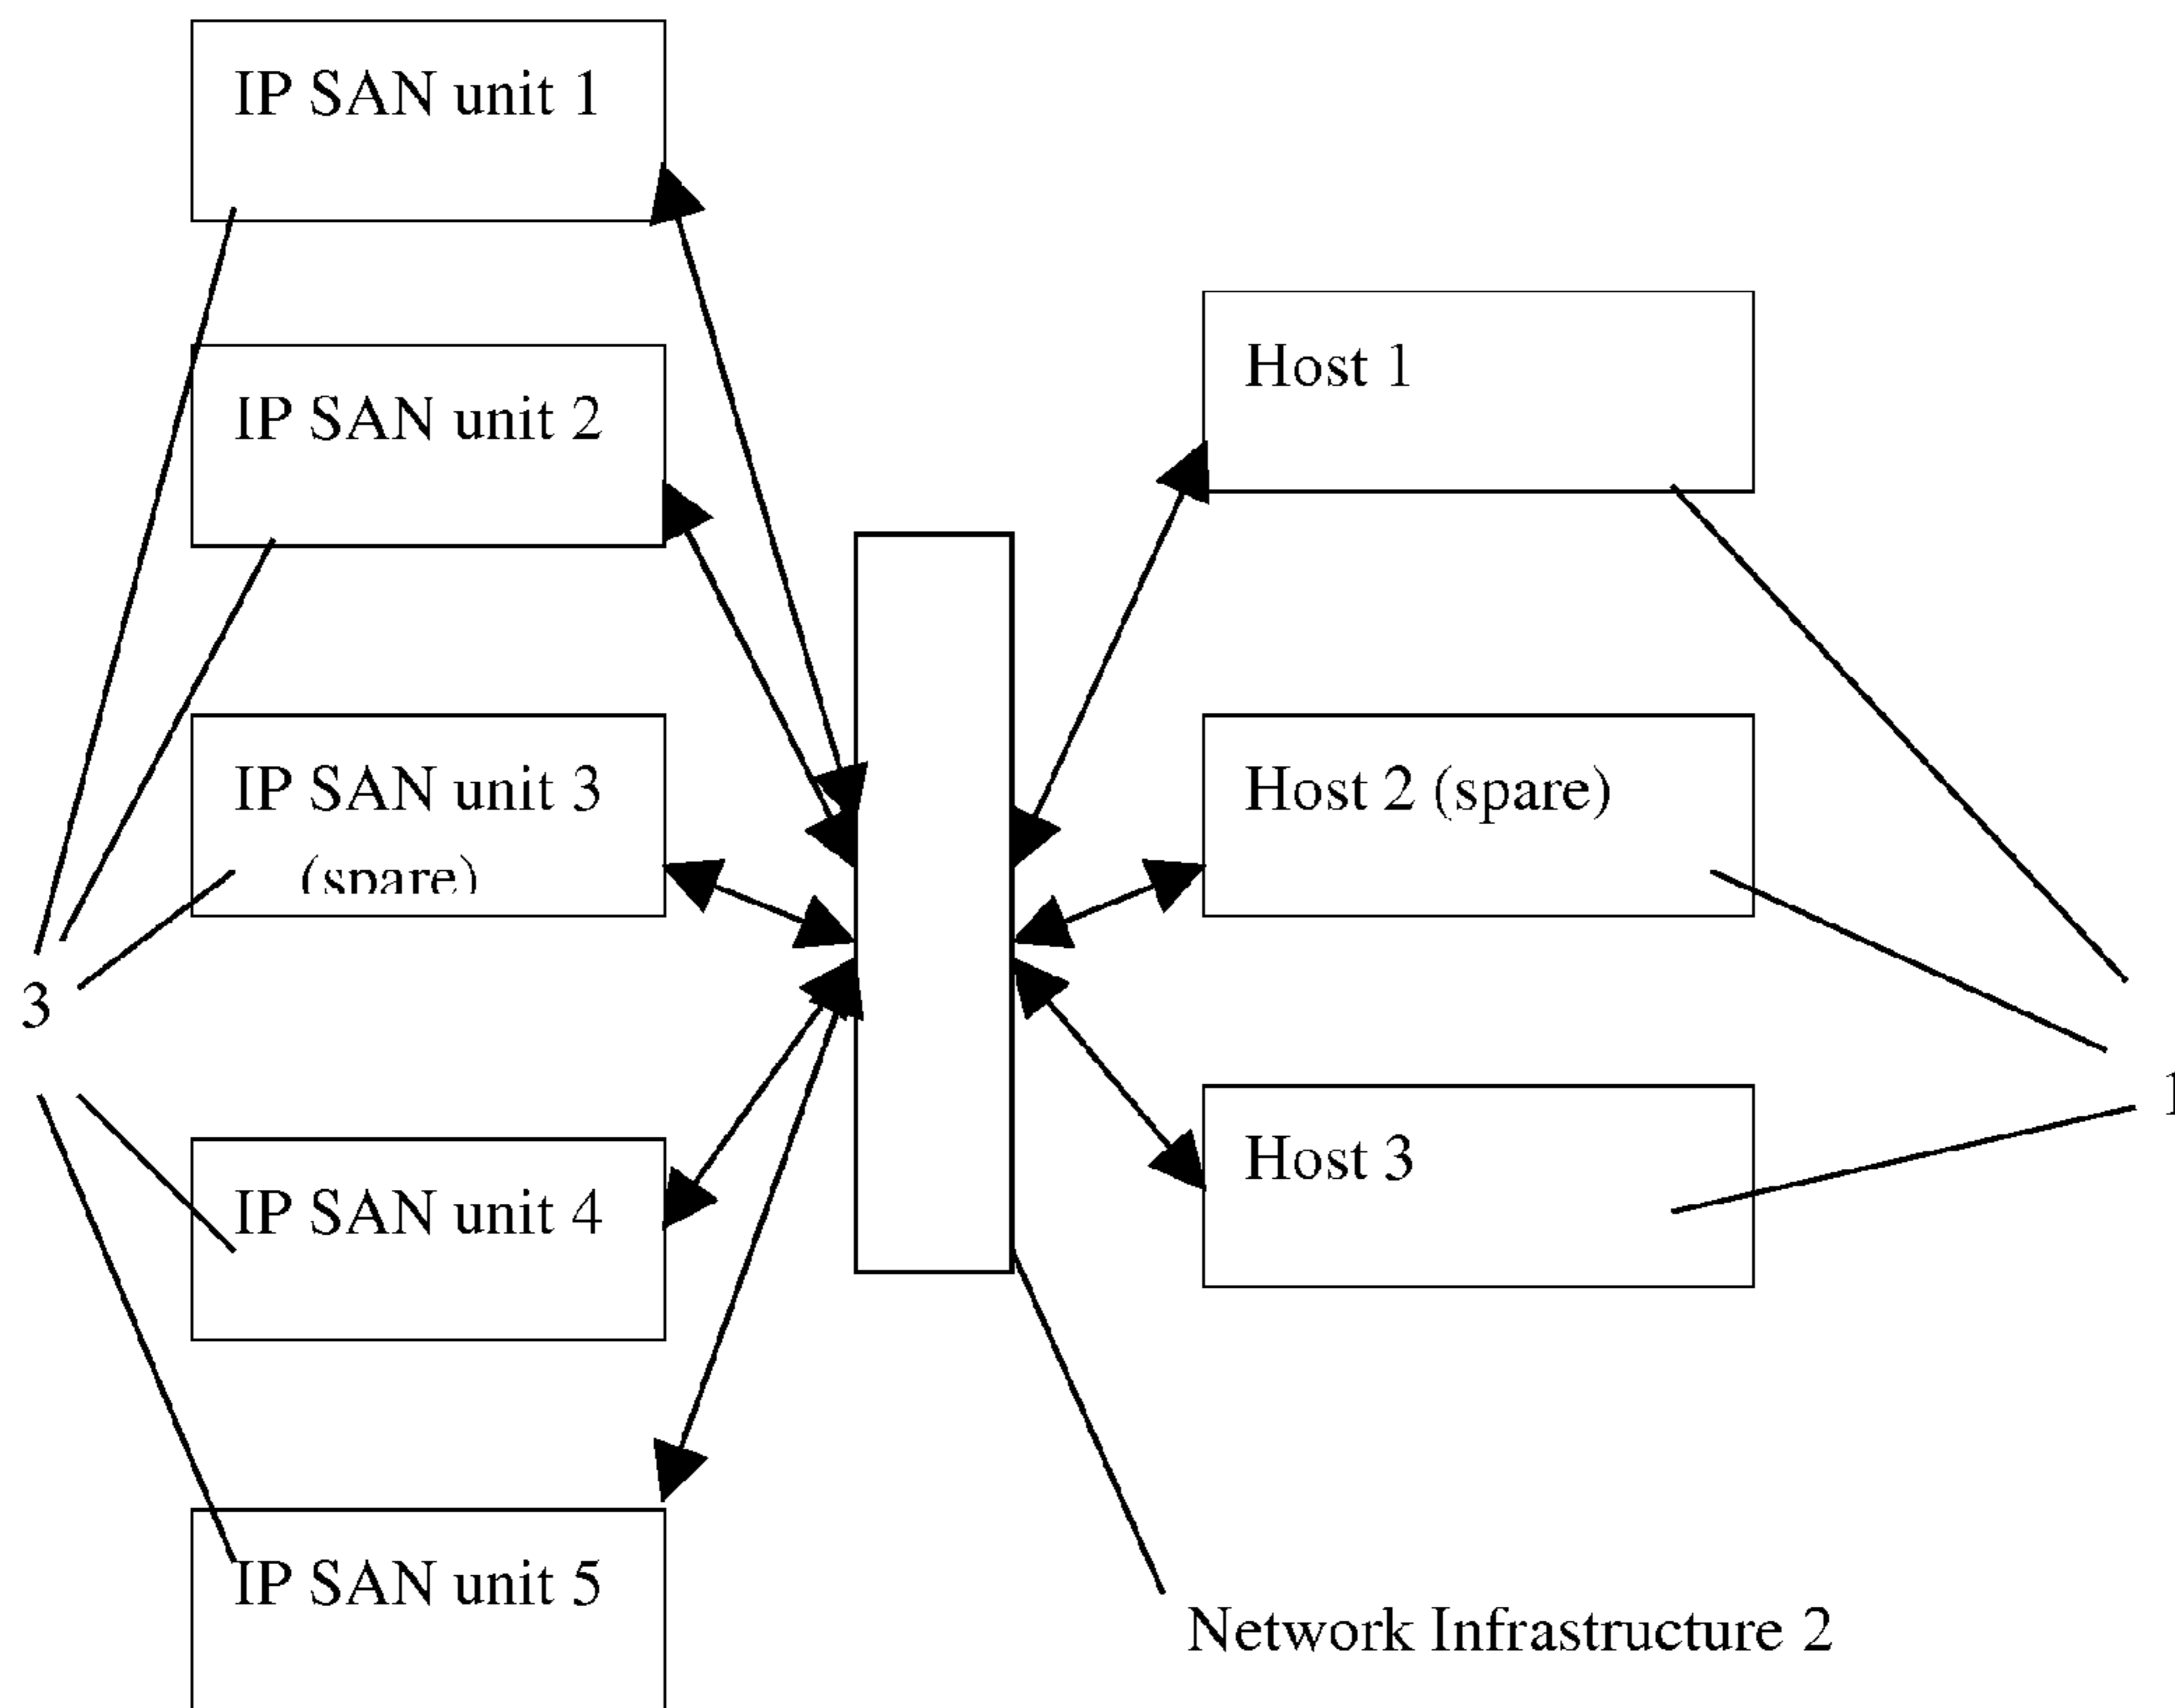 IP SAN unit 1
IP SAN unit 2
IP SAN unit 3
(spare)
IP SAN unit 4
IP SAN unit 5
3
Host 1
Host 2 (spare)
Host 3
1
Network Infrastructure 2